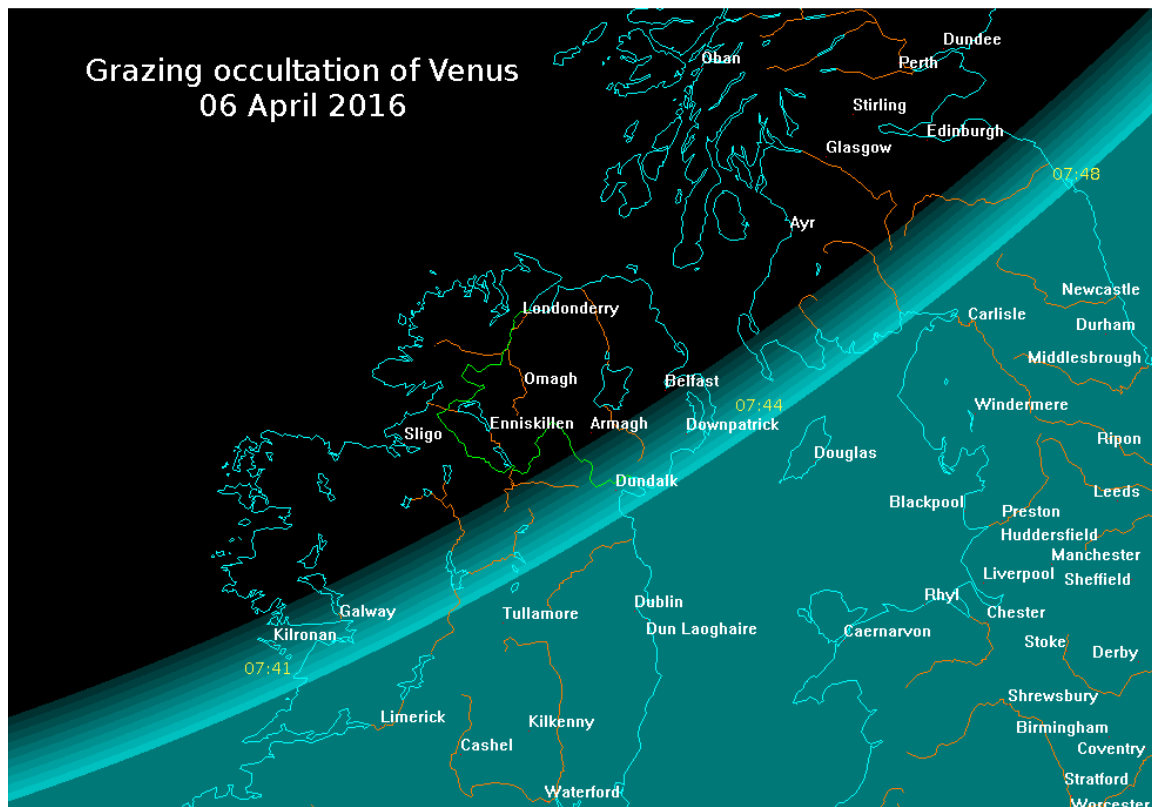 Grazing occultation of Venus
06 April 2016
Dundee
Oban
Perth
Stirling
Edinburgh
Glasgow
07:48
Ayr
Newcastle
Londonderry
Carlisle
Durham
Middlesbrough
Omagh
Belfast
07:44
Windermere
Enniskillen
Armagh
Downpatrick
Sligo
Ripon
Douglas
Dundalk
Leeds
Blackpool
Preston
Huddersfield
Manchester
Liverpool
Sheffield
Rhyl
Dublin
Galway
Tullamore
Chester
Kilronan
Dun Laoghaire
Caernarvon
Stoke
Derby
07:41
Shrewsbury
Limerick
Kilkenny
Birmingham
Cashel
Coventry
Stratford
Waterford
Worcester